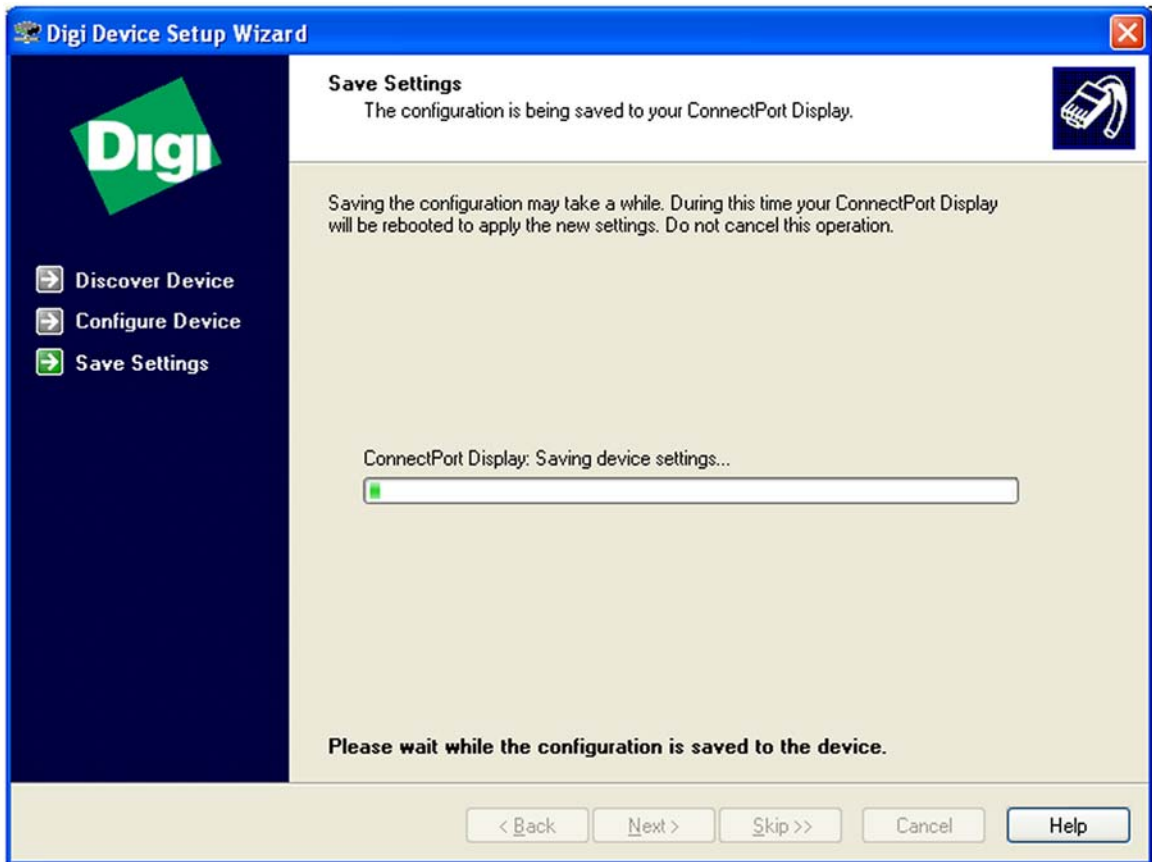 Digi Device Setup Wizard
Digi
Save Settings
The configuration is being saved to your ConnectPort Display.
Discover Device
Configure Device
Save Settings
Saving the configuration may take a while. During this time your ConnectPort Display
will be rebooted to apply the new settings. Do not cancel this operation.
ConnectPort Display: Saving device settings...
Please wait while the configuration is saved to the device.
< Back
Next >
Skip >>
Cancel
Help